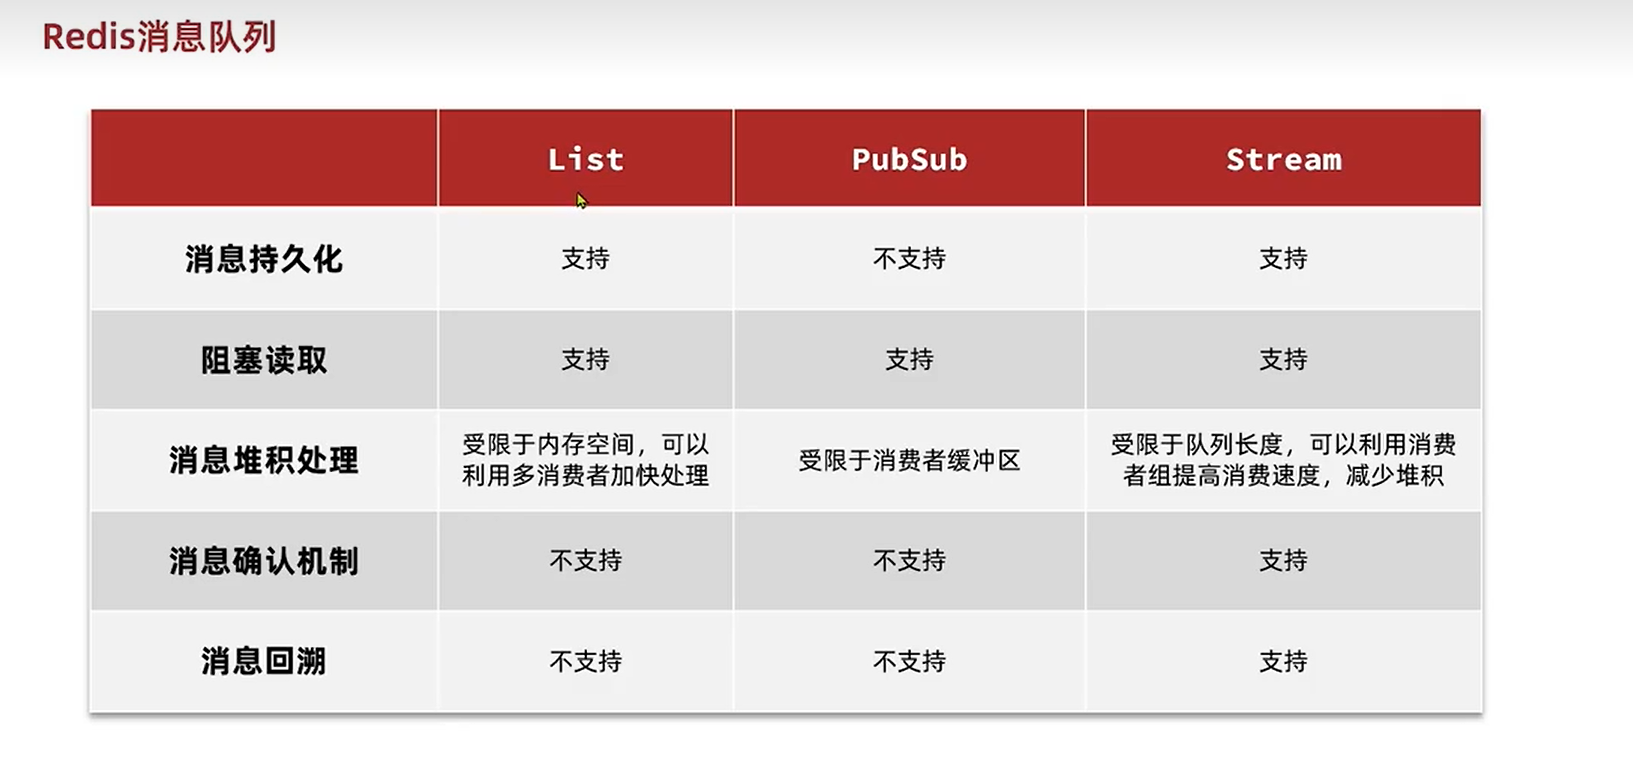 Redis消息队列
List PubSub Stream
消息持久化 支持 不支持 支持
阻塞读取 支持 支持 支持
消息堆积处理 受限于内存空间，可以 受限于消费者缓冲区 受限于队列长度，可以利用消费
利用多消费者加快处理 者组提高消费速度，减少堆积
消息确认机制 不支持 不支持 支持
消息回溯 不支持 不支持 支持